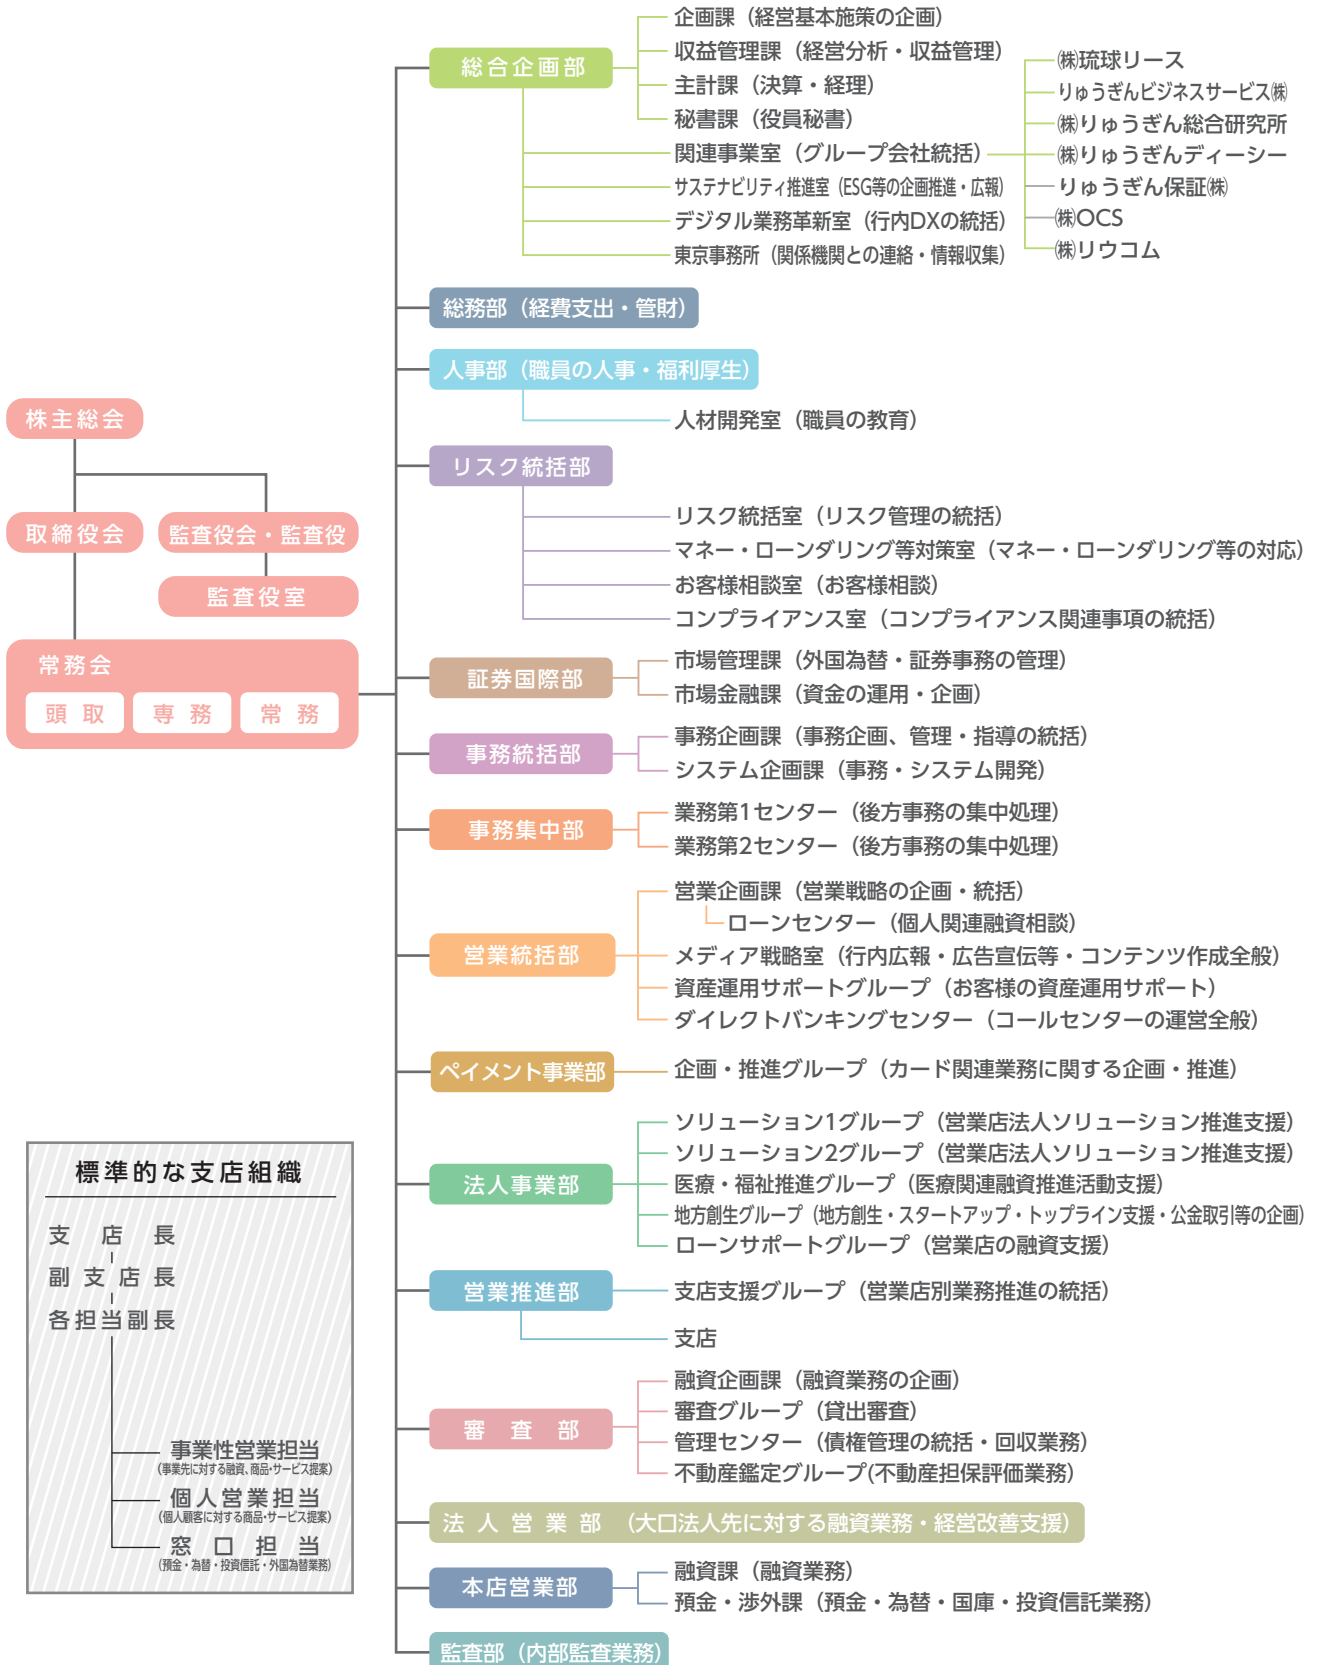 株主総会
取締役会
監査役会・監査役
監査役室
常務会
頭取
専務
常務
総合企画部
企画課（経営基本施策の企画）
収益管理課（経営分析・収益管理）
主計課（決算・経理）
秘書課（役員秘書）
関連事業室（グループ会社統括）
㈱琉球リース
りゅうぎんビジネスサービス㈱
㈱りゅうぎん総合研究所
㈱りゅうぎんディーシー
りゅうぎん保証㈱
㈱OCS
㈱リウコム
サステナビリティ推進室（ESG等の企画推進・広報）
デジタル業務革新室（行内DXの統括）
東京事務所（関係機関との連絡・情報収集）
総務部（経費支出・管財）
人事部（職員の人事・福利厚生）
人材開発室（職員の教育）
リスク統括部
リスク統括室（リスク管理の統括）
マネー・ローンダリング等対策室（マネー・ローンダリング等の対応）
お客様相談室（お客様相談）
コンプライアンス室（コンプライアンス関連事項の統括）
証券国際部
市場管理課（外国為替・証券事務の管理）
市場金融課（資金の運用・企画）
事務統括部
事務企画課（事務企画、管理・指導の統括）
システム企画課（事務・システム開発）
事務集中部
業務第1センター（後方事務の集中処理）
業務第2センター（後方事務の集中処理）
営業統括部
営業企画課（営業戦略の企画・統括）
ローンセンター（個人関連融資相談）
メディア戦略室（行内広報・広告宣伝等・コンテンツ作成全般）
資産運用サポートグループ（お客様の資産運用サポート）
ダイレクトバンキングセンター（コールセンターの運営全般）
ペイメント事業部
企画・推進グループ（カード関連業務に関する企画・推進）
法人事業部
ソリューション1グループ（営業店法人ソリューション推進支援）
ソリューション2グループ（営業店法人ソリューション推進支援）
医療・福祉推進グループ（医療関連融資推進活動支援）
地方創生グループ（地方創生・スタートアップ・トップライン支援・公金取引等の企画）
ローンサポートグループ（営業店の融資支援）
営業推進部
支店支援グループ（営業店別業務推進の統括）
支店
審査部
融資企画課（融資業務の企画）
審査グループ（貸出審査）
管理センター（債権管理の統括・回収業務）
不動産鑑定グループ(不動産担保評価業務)
法人営業部（大口法人先に対する融資業務・経営改善支援）
本店営業部
融資課（融資業務）
預金・渉外課（預金・為替・国庫・投資信託業務）
監査部（内部監査業務）
標準的な支店組織
支店長
副支店長
各担当副長
事業性営業担当
(事業先に対する融資、商品・サービス提案)
個人営業担当
(個人顧客に対する商品・サービス提案)
窓口担当
(預金・為替・投資信託・外国為替業務)